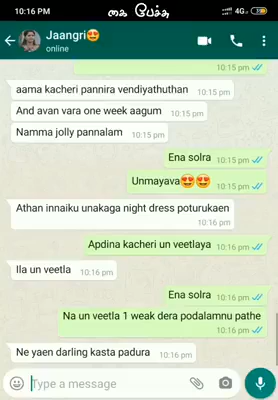 10:16 PM
கை பேச்சு
4G
Jaangri🤩
online
10:15 pm
aama kacheri pannira vendiyathuthan
10:15 pm
And avan vara one week aagum
10:15 pm
Namma jolly pannalam
10:15 pm
Ena solra
10:15 pm
Unmayava😍😍
10:15 pm
Athan innaiku unakaga night dress poturukaen
10:16 pm
Apdina kacheri un veetlaya
10:16 pm
Ila un veetla
10:16 pm
Ena solra
10:16 pm
Na un veetla 1 weak dera podalamnu pathe
10:16 pm
Ne yaen darling kasta padura
10:16 pm
Type a message